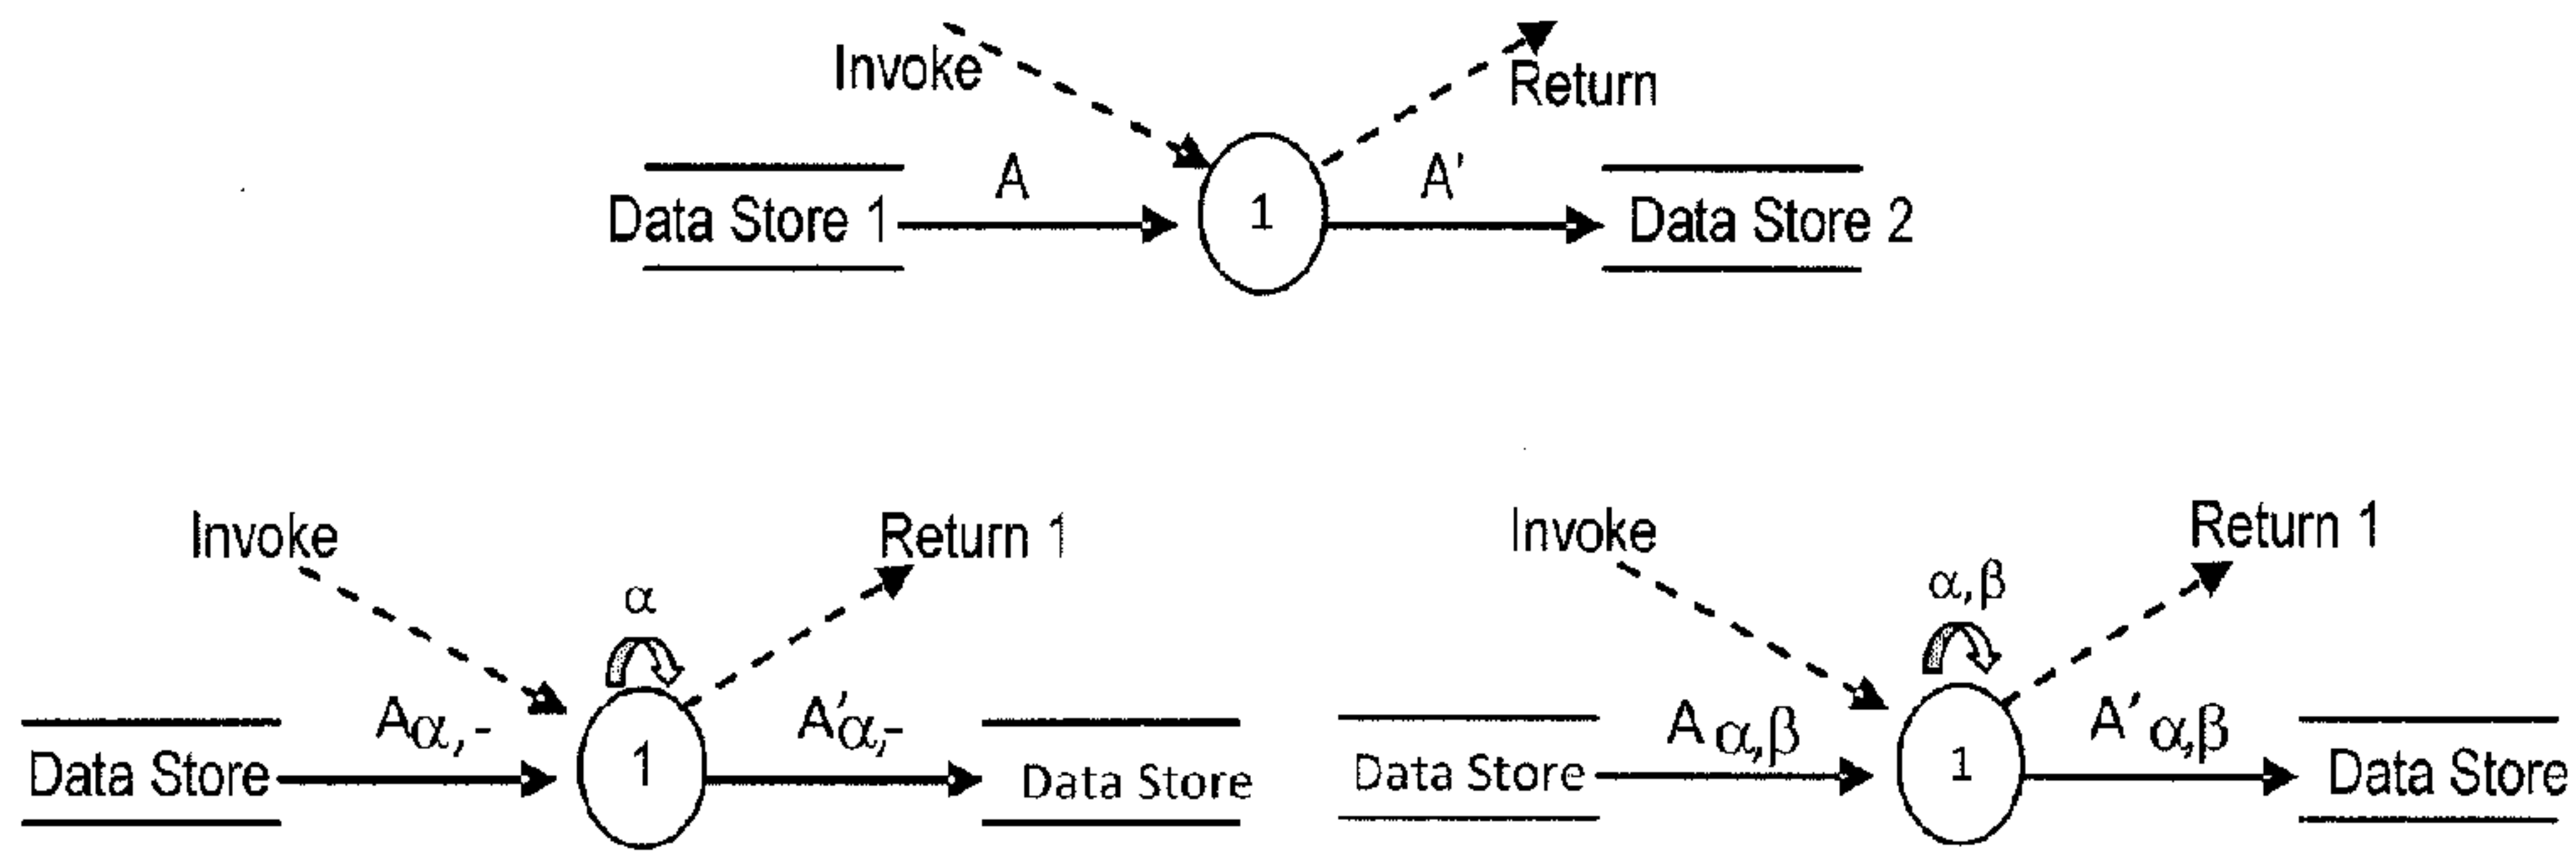 Invoke
Return
A
A'
Data Store 1
1
Data Store 2
Invoke
Return 1
α
Aα,-
A'α,-
Data Store
1
Data Store
Invoke
Return 1
α,β
Aα,β
A'α,β
Data Store
1
Data Store